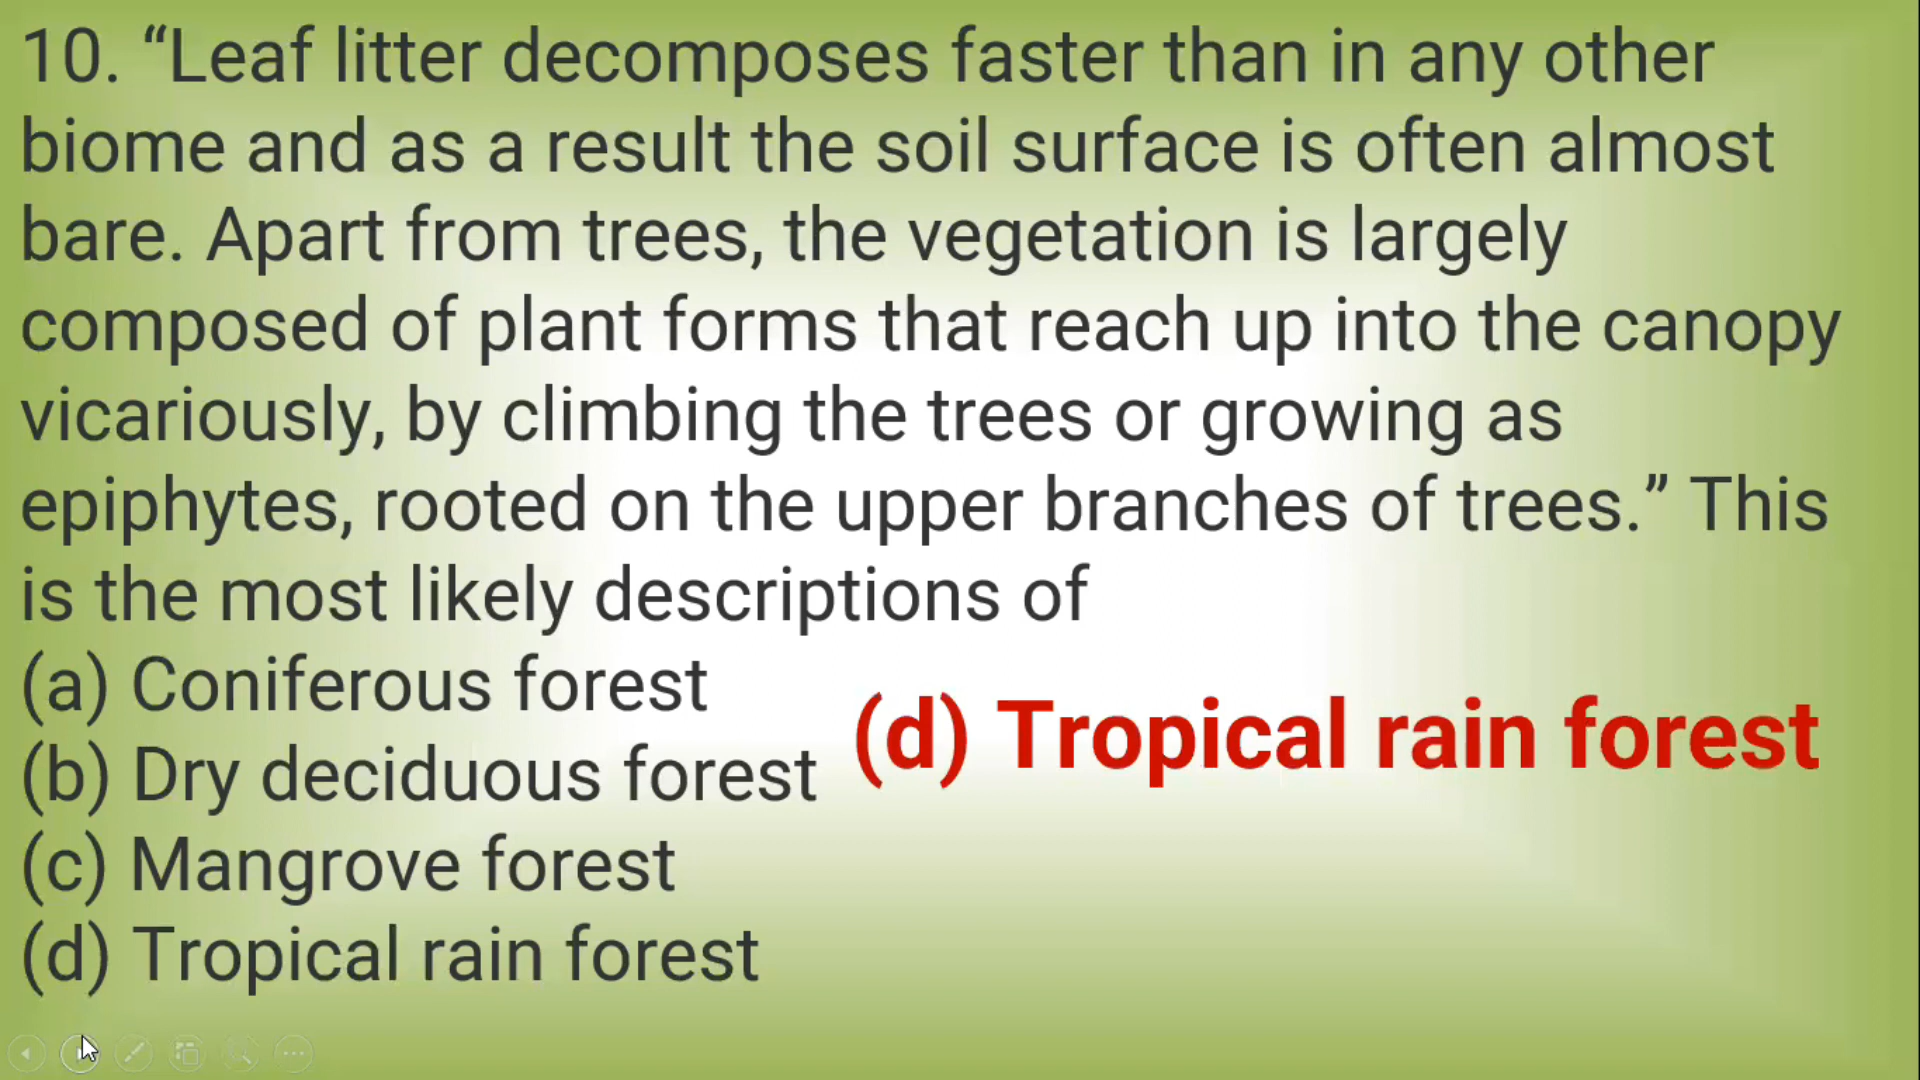 10. “Leaf litter decomposes faster than in any other
biome and as a result the soil surface is often almost
bare. Apart from trees, the vegetation is largely
composed of plant forms that reach up into the canopy
vicariously, by climbing the trees or growing as
epiphytes, rooted on the upper branches of trees.” This
is the most likely descriptions of
(a) Coniferous forest
(b) Dry deciduous forest
(c) Mangrove forest
(d) Tropical rain forest
(d) Tropical rain forest